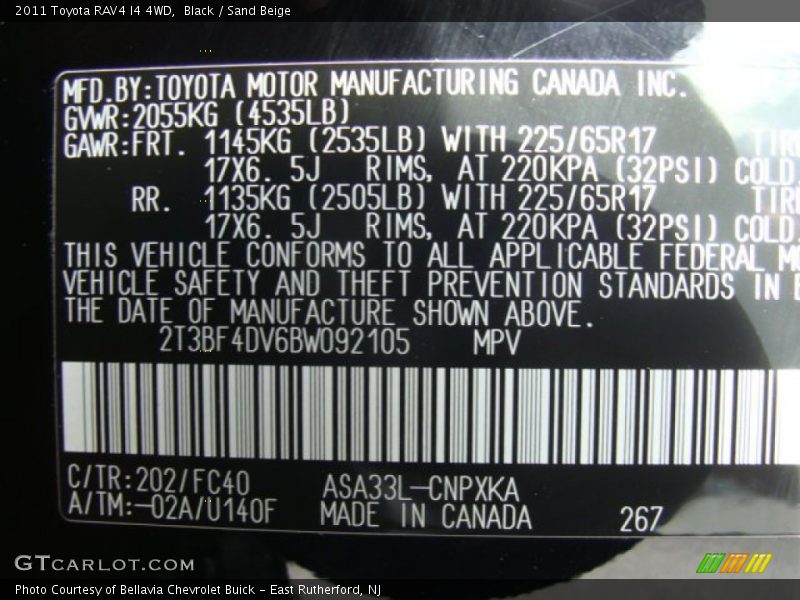 2011 Toyota RAV4 I4 4WD, Black / Sand Beige
MFD.BY:TOYOTA MOTOR MANUFACTURING CANADA INC.
GVWR:2055KG (4535LB)
GAWR:FRT. 1145KG (2535LB) WITH 225/65R17 TIR
17X6. 5J RIMS, AT 220KPA (32PSI) COLD
RR. 1135KG (2505LB) WITH 225/65R17 TIR
17X6. 5J RIMS, AT 220KPA (32PSI) COLD
THIS VEHICLE CONFORMS TO ALL APPLICABLE FEDERAL MO
VEHICLE SAFETY AND THEFT PREVENTION STANDARDS IN E
THE DATE OF MANUFACTURE SHOWN ABOVE.
2T3BF4DV6BW092105 MPV
C/TR:202/FC40 ASA33L-CNPXKA
A/TM:-02A/U140F MADE IN CANADA 267
GTCARLOT.COM
Photo Courtesy of Bellavia Chevrolet Buick - East Rutherford, NJ